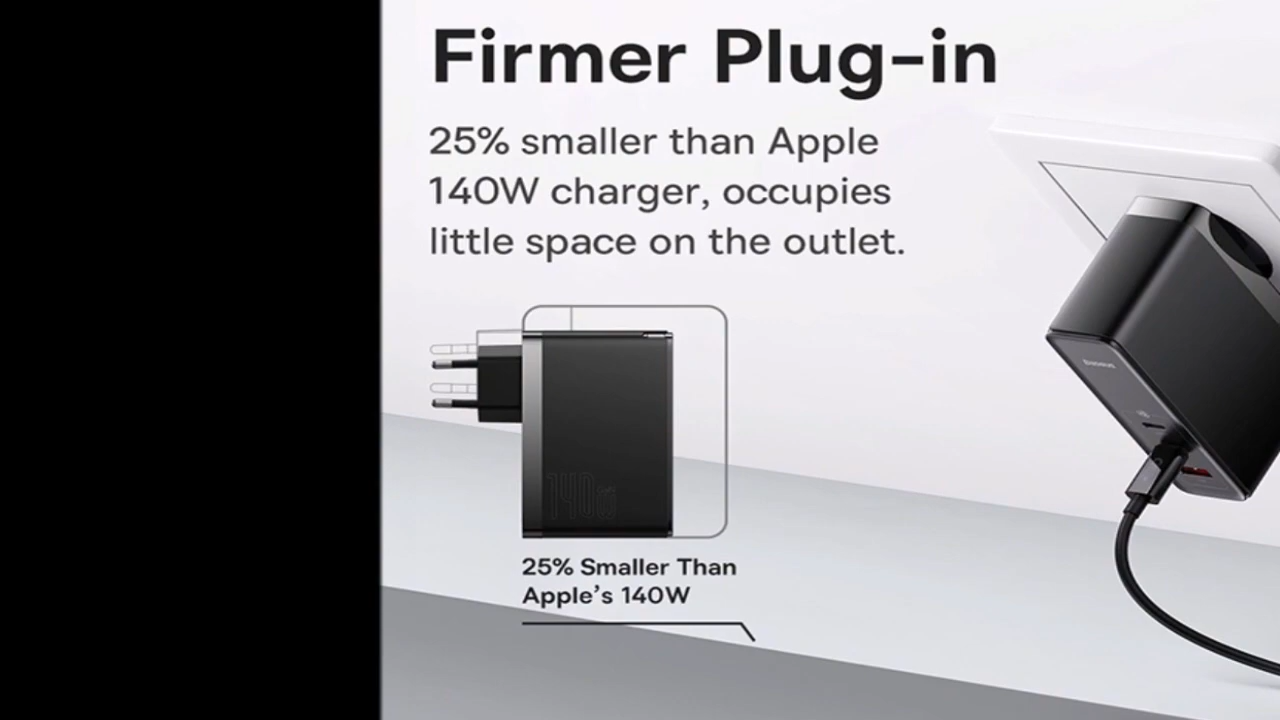 Firmer Plug-in
25% smaller than Apple
140W charger, occupies
little space on the outlet.
140W
25% Smaller Than
Apple's 140W
Baseus